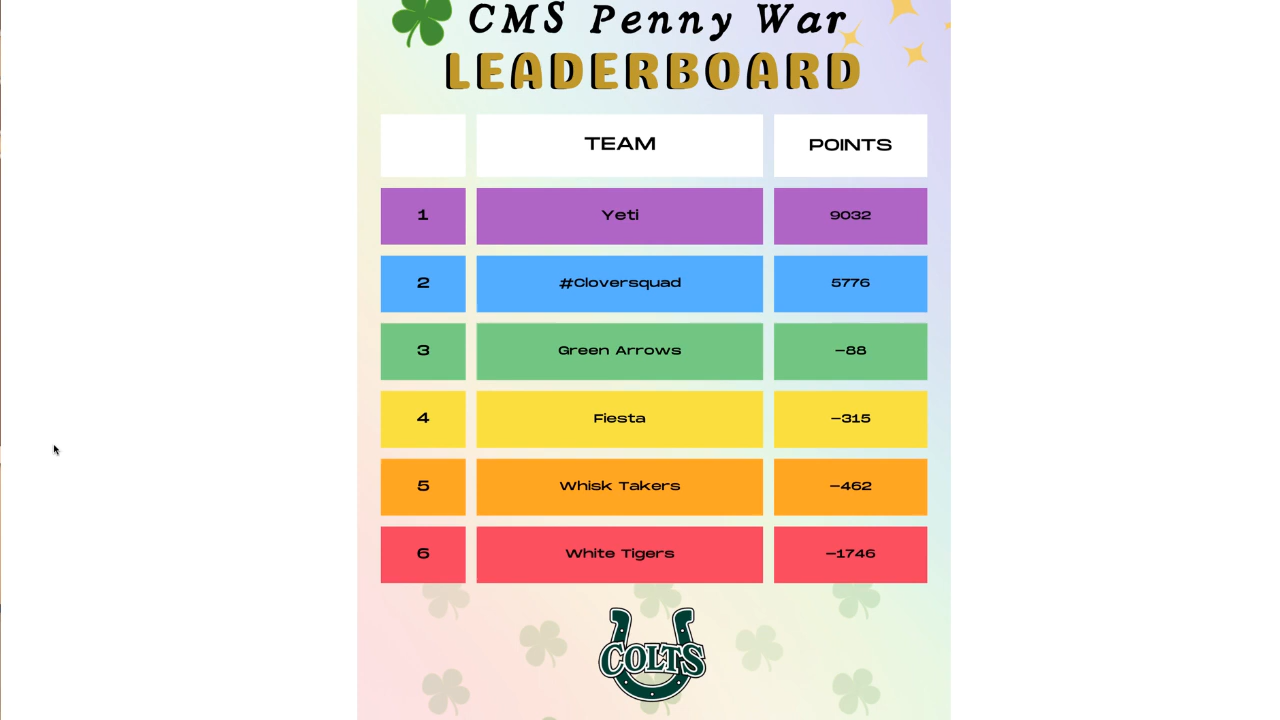 CMS Penny War
LEADERBOARD
TEAM POINTS
1 Yeti 9032
2 #Cloversquad 5776
3 Green Arrows -88
4 Fiesta -315
5 Whisk Takers -462
6 White Tigers -1746
COLTS